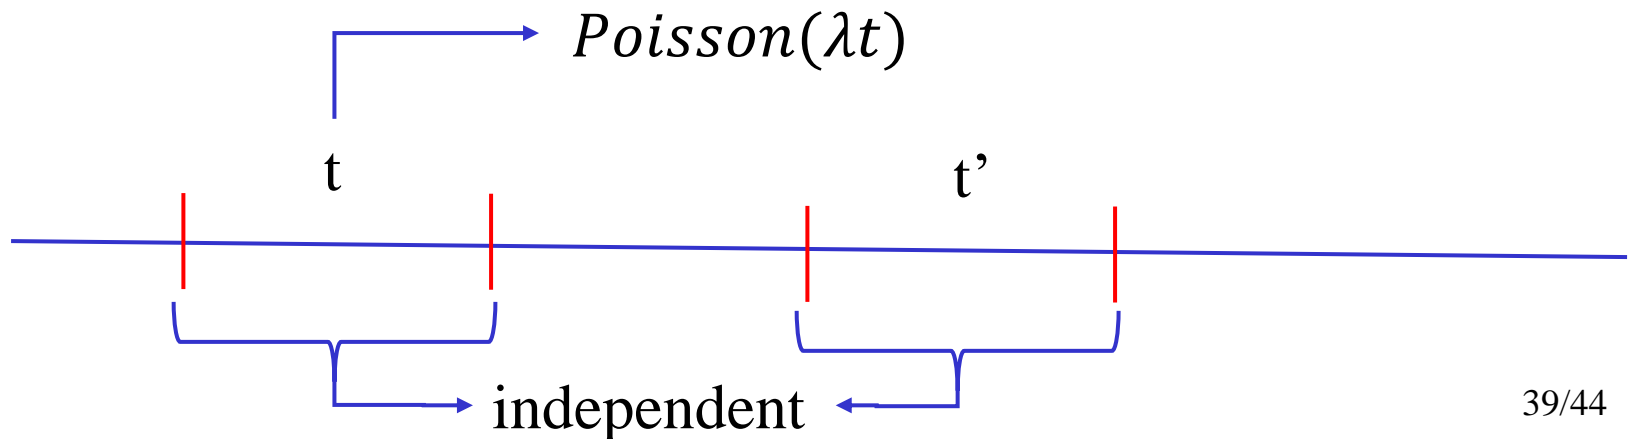 𝑃𝑜𝑖𝑠𝑠𝑜𝑛(𝜆𝑡)
t
t’
independent
39/44